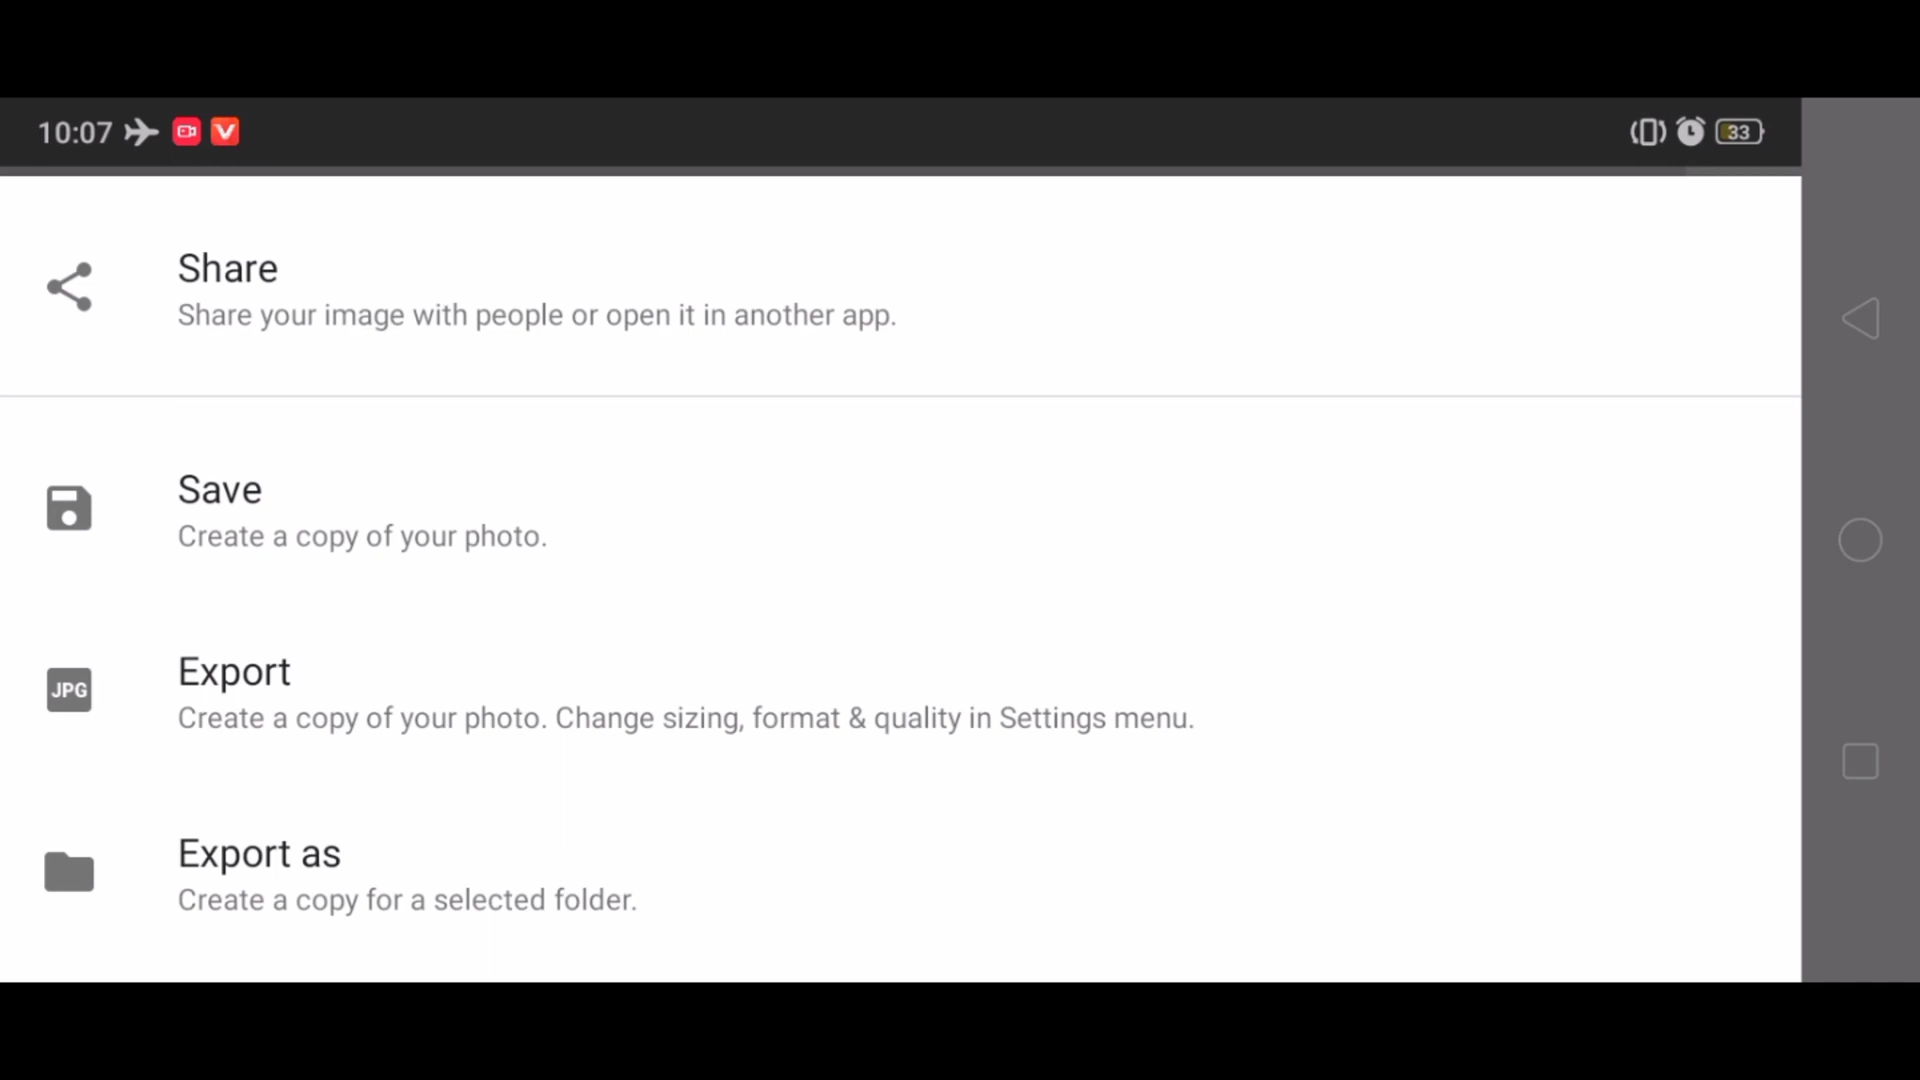 10:07
33
Share
Share your image with people or open it in another app.
Save
Create a copy of your photo.
JPG
Export
Create a copy of your photo. Change sizing, format & quality in Settings menu.
Export as
Create a copy for a selected folder.